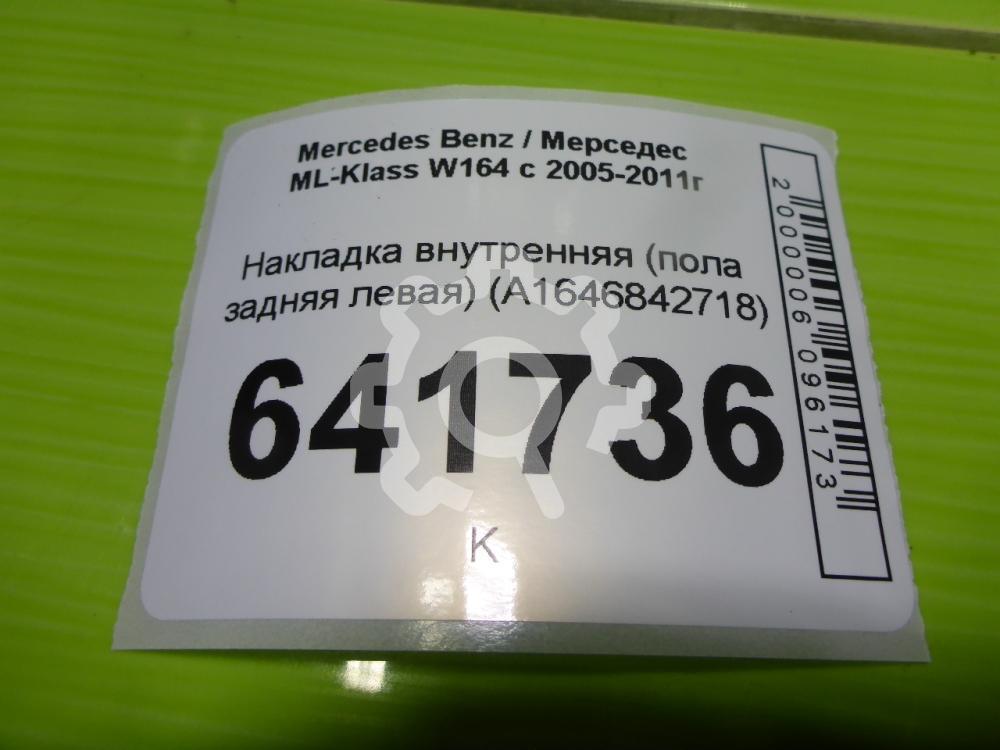 Mercedes Benz / Мерседес
ML-Klass W164 с 2005-2011г
Накладка внутренняя (пола
задняя левая) (A1646842718)
641736
К
2000006096173